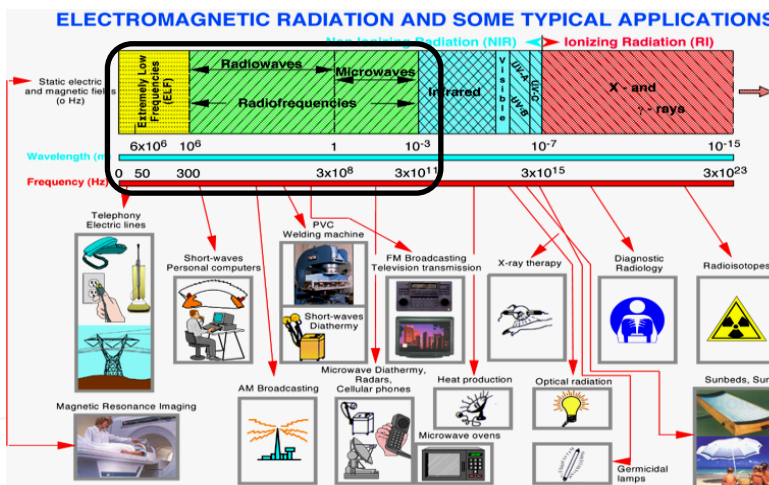 ELECTROMAGNETIC RADIATION AND SOME TYPICAL APPLICATIONS
Non Ionizing Radiation (NIR)
Ionizing Radiation (RI)
Static electric
and magnetic fields
(o Hz)
Extremely Low
Frequencies
(ELF)
Radiowaves
Microwaves
Radiofrequencies
Infrared
Visible
UV-A
UV-B
UV-C
X - and
γ - rays
6x10⁶ 10⁶ 1 10⁻³ 10⁻⁷ 10⁻¹⁵
Wavelength (m
Frequency (Hz)
0 50 300 3x10⁸ 3x10¹¹ 3x10¹⁵ 3x10²³
Telephony
Electric lines
Short-waves
Personal computers
PVC
Welding machine
Short-waves
Diathermy
FM Broadcasting
Television transmission
X-ray therapy
Diagnostic
Radiology
Radioisotopes
Magnetic Resonance Imaging
AM Broadcasting
Microwave Diathermy,
Radars,
Cellular phones
Heat production
Microwave ovens
Optical radiation
Germicidal
lamps
Sunbeds, Sun